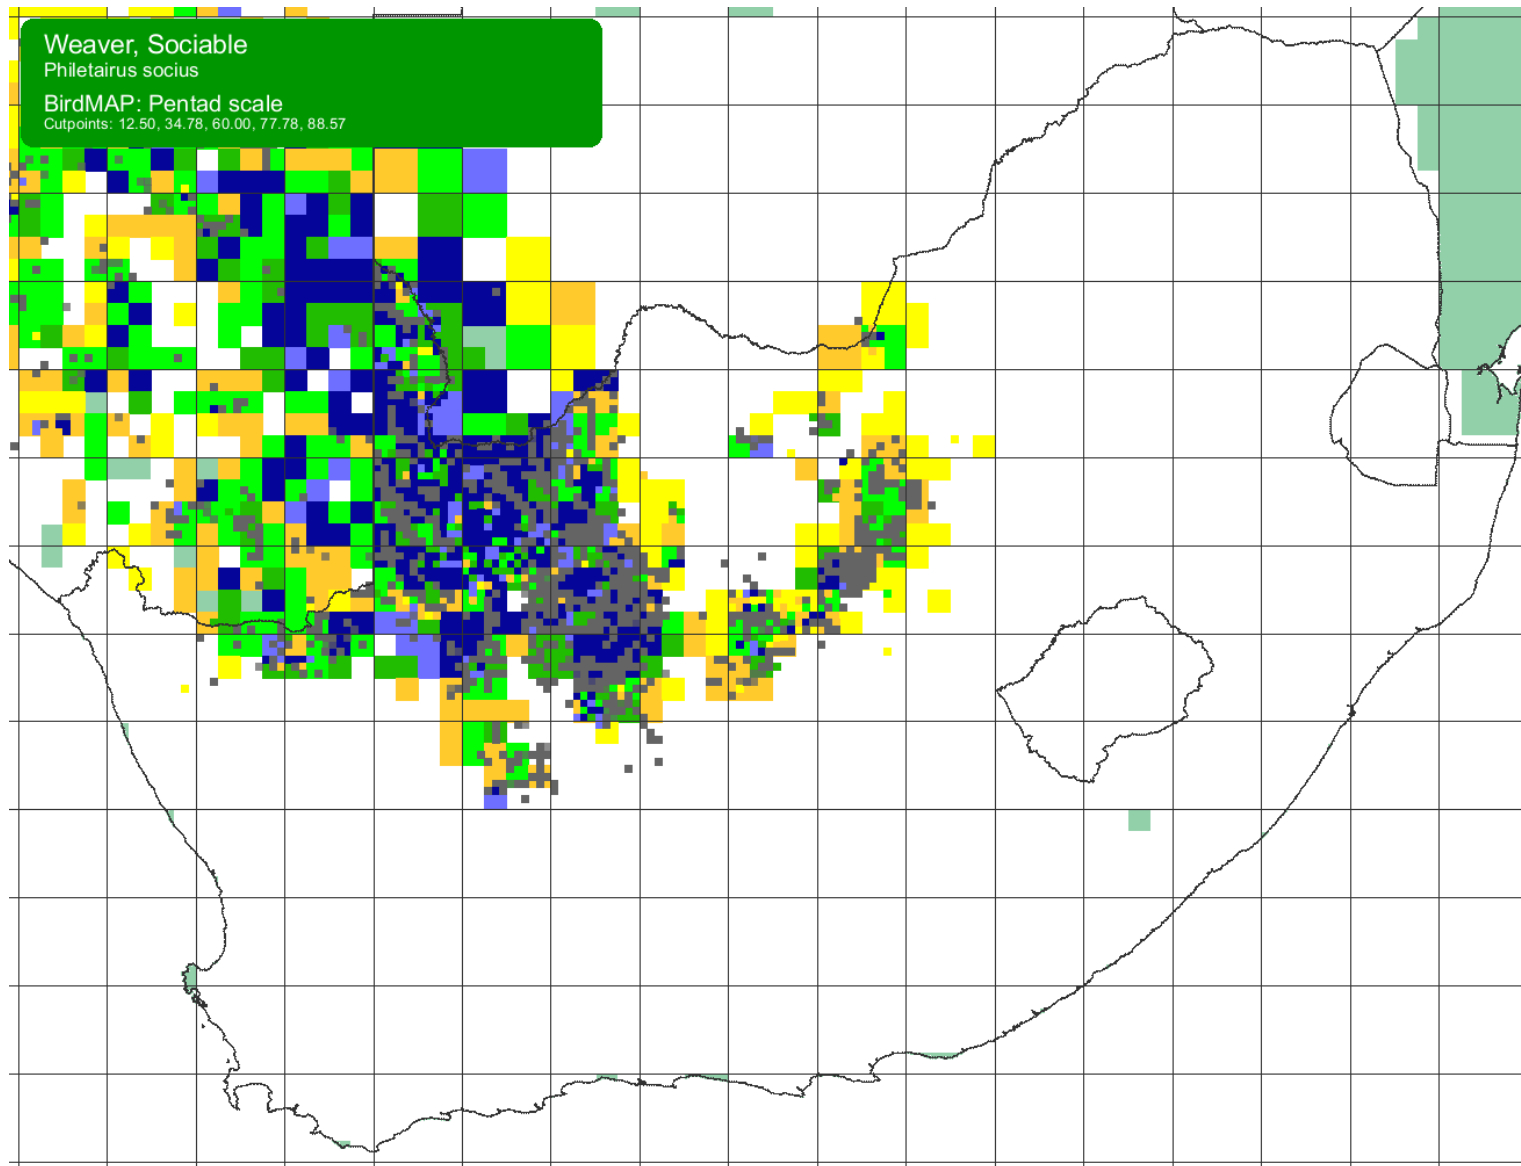 Weaver, Sociable
Philetairus socius
BirdMAP: Pentad scale
Cutpoints: 12.50, 34.78, 60.00, 77.78, 88.57